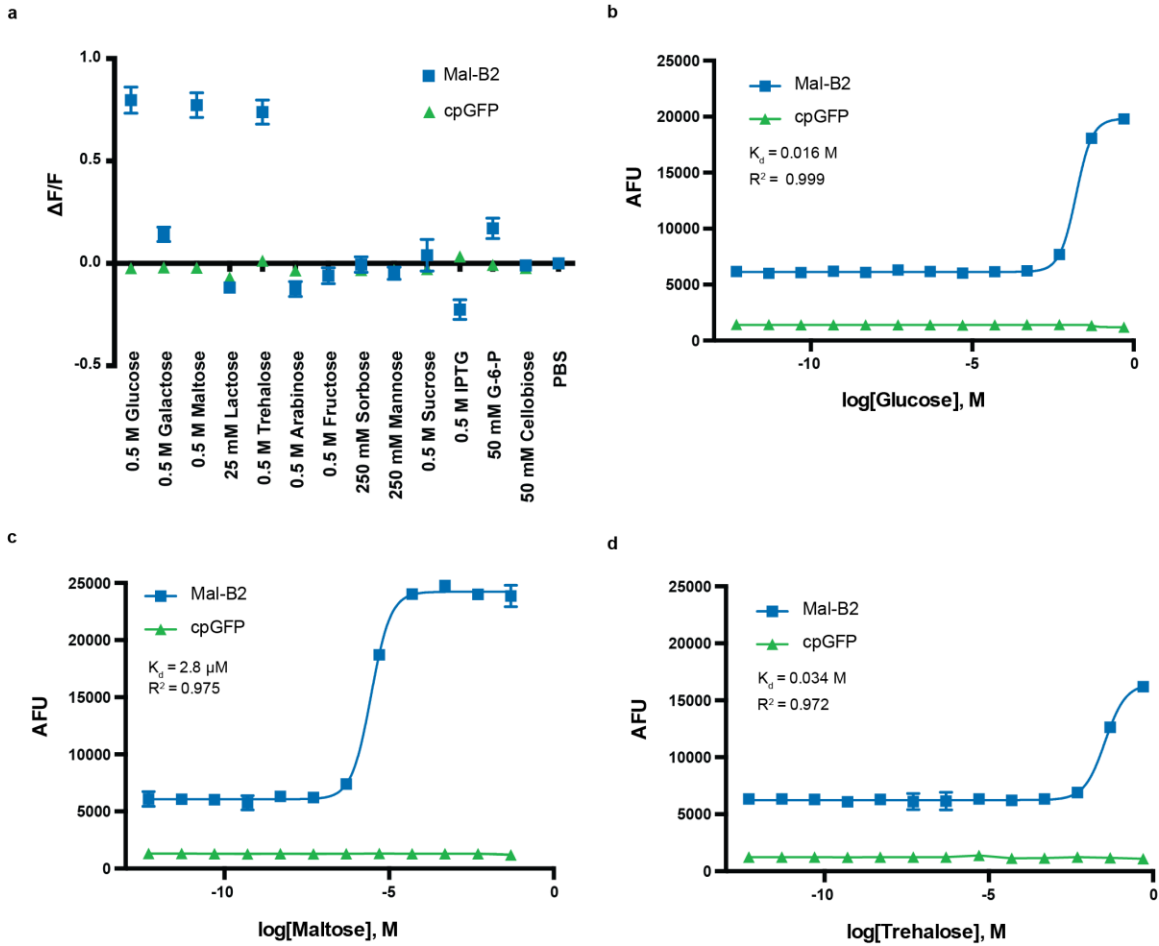 a
1.0
0.5
0.0
-0.5
ΔF/F
Mal-B2
cpGFP
0.5 M Glucose
0.5 M Galactose
0.5 M Maltose
25 mM Lactose
0.5 M Trehalose
0.5 M Arabinose
0.5 M Fructose
250 mM Sorbose
250 mM Mannose
0.5 M Sucrose
0.5 M IPTG
50 mM G-6-P
50 mM Cellobiose
PBS
b
25000
20000
15000
10000
5000
0
AFU
Mal-B2
cpGFP
Kd = 0.016 M
R² = 0.999
-10 -5 0
log[Glucose], M
c
25000
20000
15000
10000
5000
0
AFU
Mal-B2
cpGFP
Kd = 2.8 µM
R² = 0.975
-10 -5 0
log[Maltose], M
d
25000
20000
15000
10000
5000
0
AFU
Mal-B2
cpGFP
Kd = 0.034 M
R² = 0.972
-10 -5 0
log[Trehalose], M